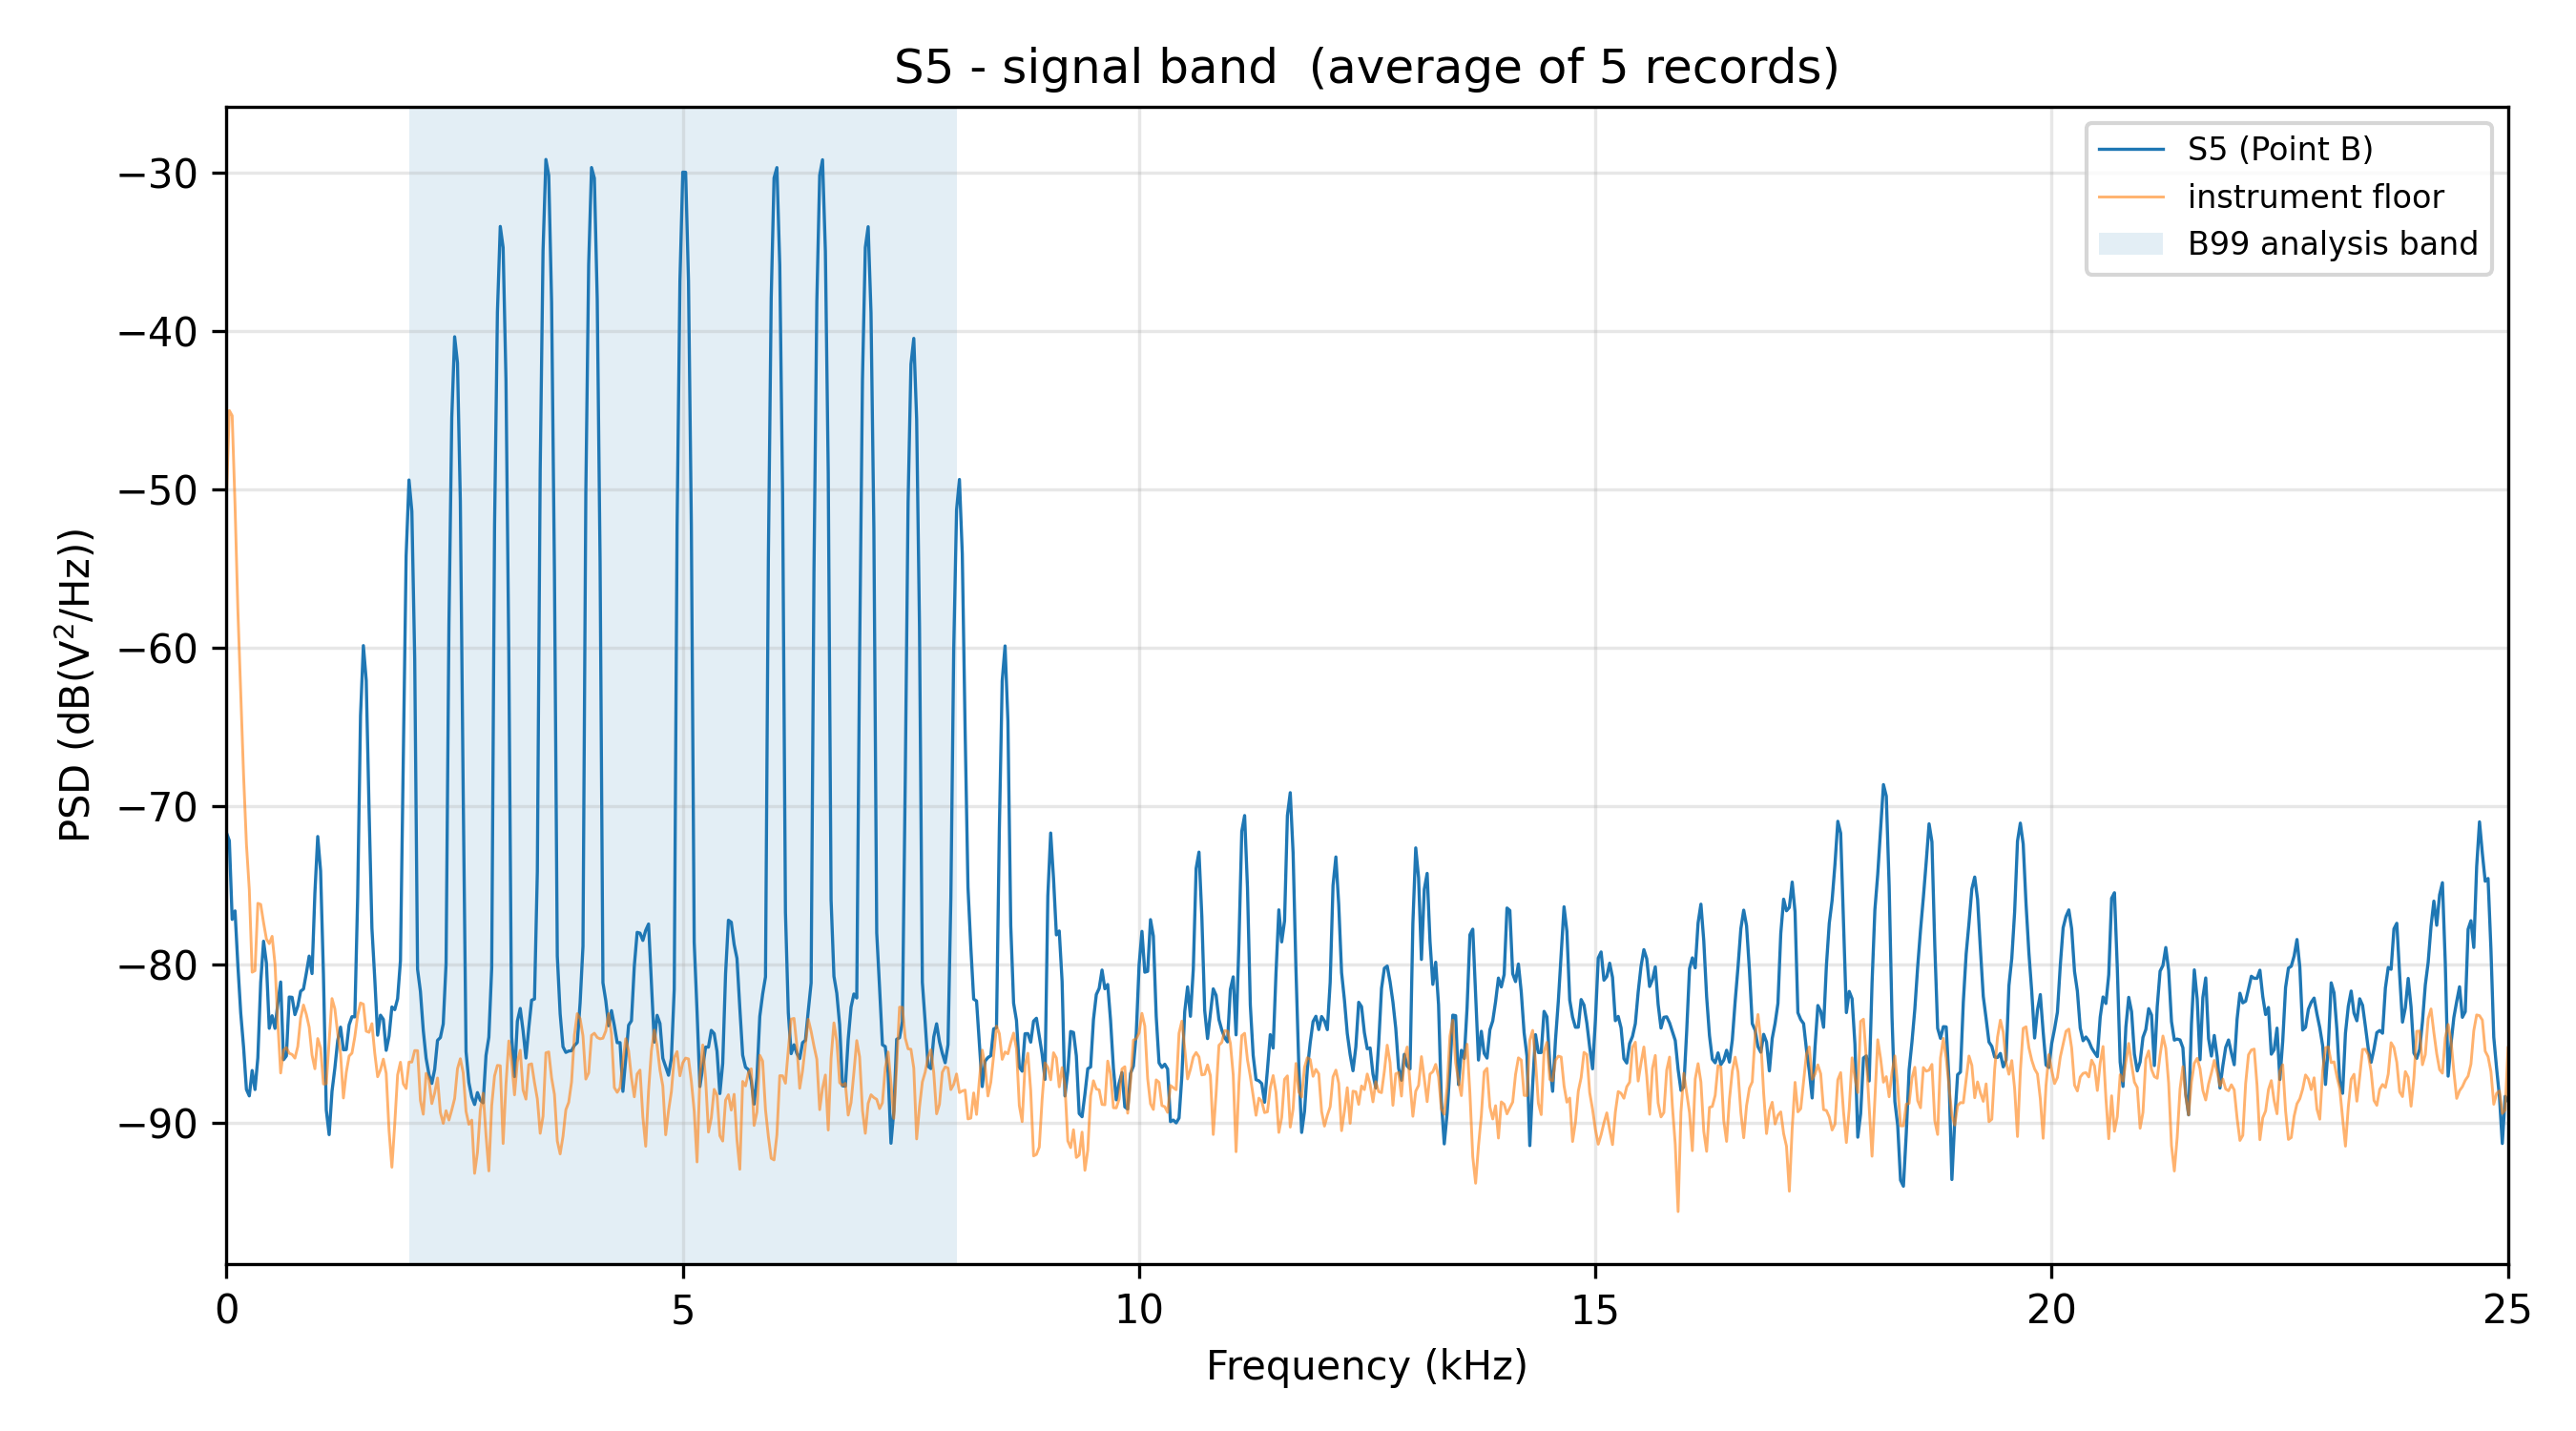 S5 - signal band  (average of 5 records)
S5 (Point B)
instrument floor
B99 analysis band
PSD (dB(V²/Hz))
−30
−40
−50
−60
−70
−80
−90
0 5 10 15 20 25
Frequency (kHz)